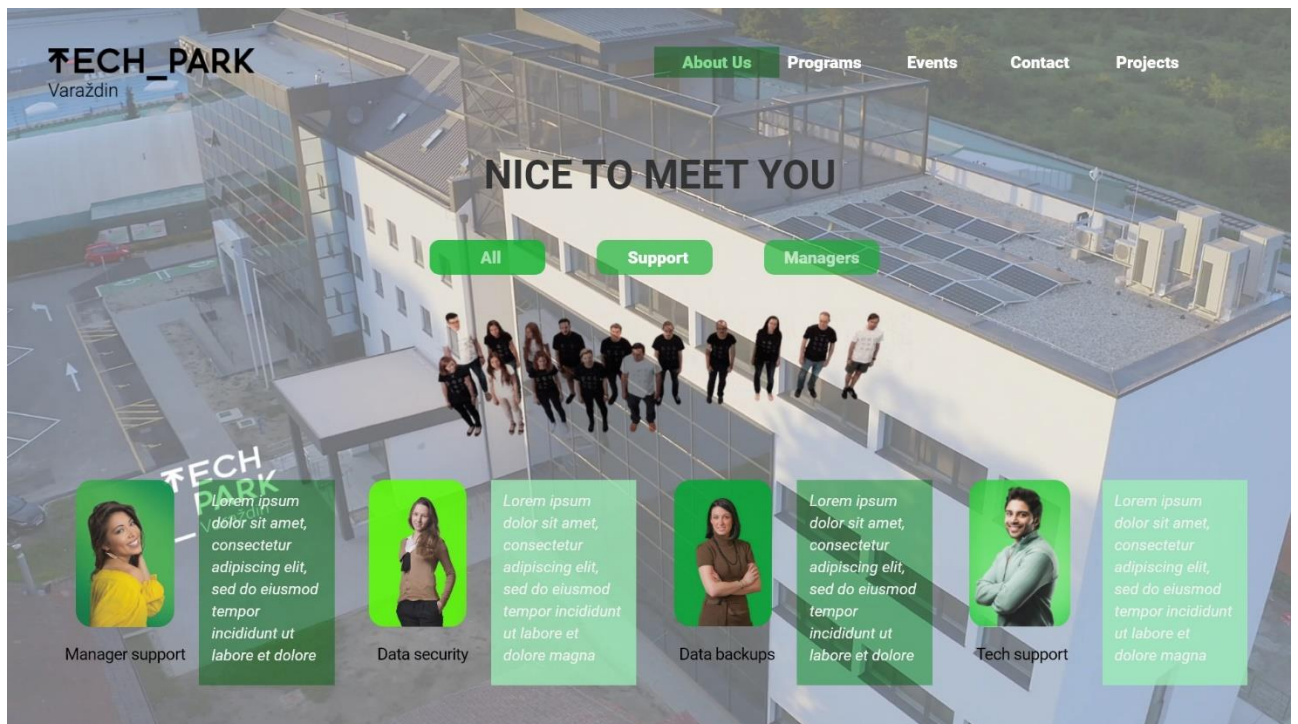 TECH_PARK
Varaždin
About Us
Programs
Events
Contact
Projects
NICE TO MEET YOU
All
Support
Managers
TECH
PARK
Varaždin
Lorem ipsum
dolor sit amet,
consectetur
adipiscing elit,
sed do eiusmod
tempor
incididunt ut
labore et dolore
Manager support
Lorem ipsum
dolor sit amet,
consectetur
adipiscing elit,
sed do eiusmod
tempor incididunt
ut labore et
dolore magna
Data security
Lorem ipsum
dolor sit amet,
consectetur
adipiscing elit,
sed do eiusmod
tempor
incididunt ut
labore et dolore
Data backups
Lorem ipsum
dolor sit amet,
consectetur
adipiscing elit,
sed do eiusmod
tempor incididunt
ut labore et
dolore magna
Tech support